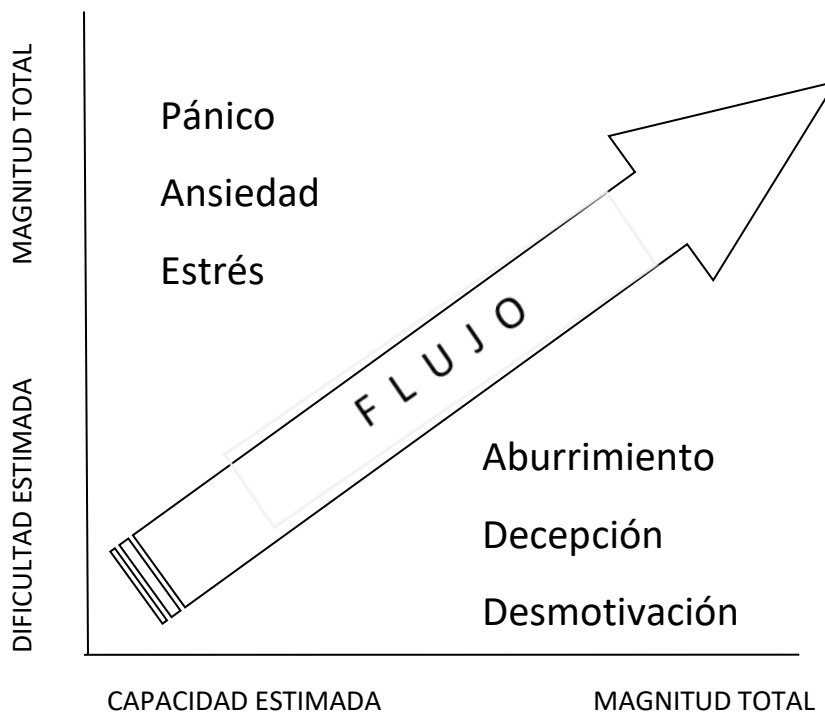 MAGNITUD TOTAL
DIFICULTAD ESTIMADA
Pánico
Ansiedad
Estrés
FLUJO
Aburrimiento
Decepción
Desmotivación
CAPACIDAD ESTIMADA
MAGNITUD TOTAL